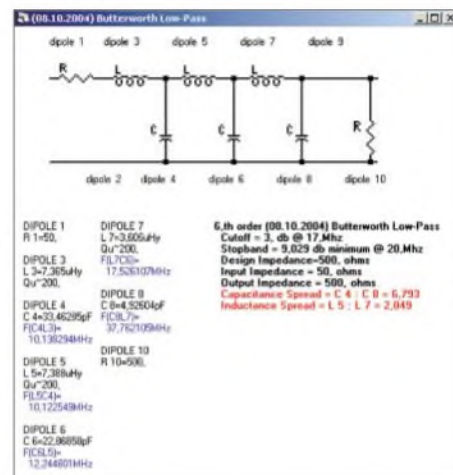 (08.10.2004) Butterworth Low-Pass
dipole 1 dipole 3 dipole 5 dipole 7 dipole 9
R L L L
C C C R
dipole 2 dipole 4 dipole 6 dipole 8 dipole 10
DIPOLE 1
R 1=50,
DIPOLE 3
L 3=7,365uHy
Qu~200,
DIPOLE 4
C 4=33,46285pF
F(C4L3)=
10,138294MHz
DIPOLE 5
L 5=7,388uHy
Qu~200,
F(L5C4)=
10,122549MHz
DIPOLE 6
C 6=22,86858pF
F(C6L5)=
12,244801MHz
DIPOLE 7
L 7=3,605uHy
Qu~200,
F(L7C6)=
17,526107MHz
DIPOLE 8
C 8=4,92604pF
F(C8L7)=
37,762105MHz
DIPOLE 10
R 10=500,
6,th order (08.10.2004) Butterworth Low-Pass
Cutoff = 3, db @ 17,Mhz
Stopband = 9,029 db minimum @ 20,Mhz
Design Impedance=500, ohms
Input Impedance = 50, ohms
Output Impedance = 500, ohms
Capacitance Spread = C 4 : C 8 = 6,793
Inductance Spread = L 5 : L 7 = 2,049